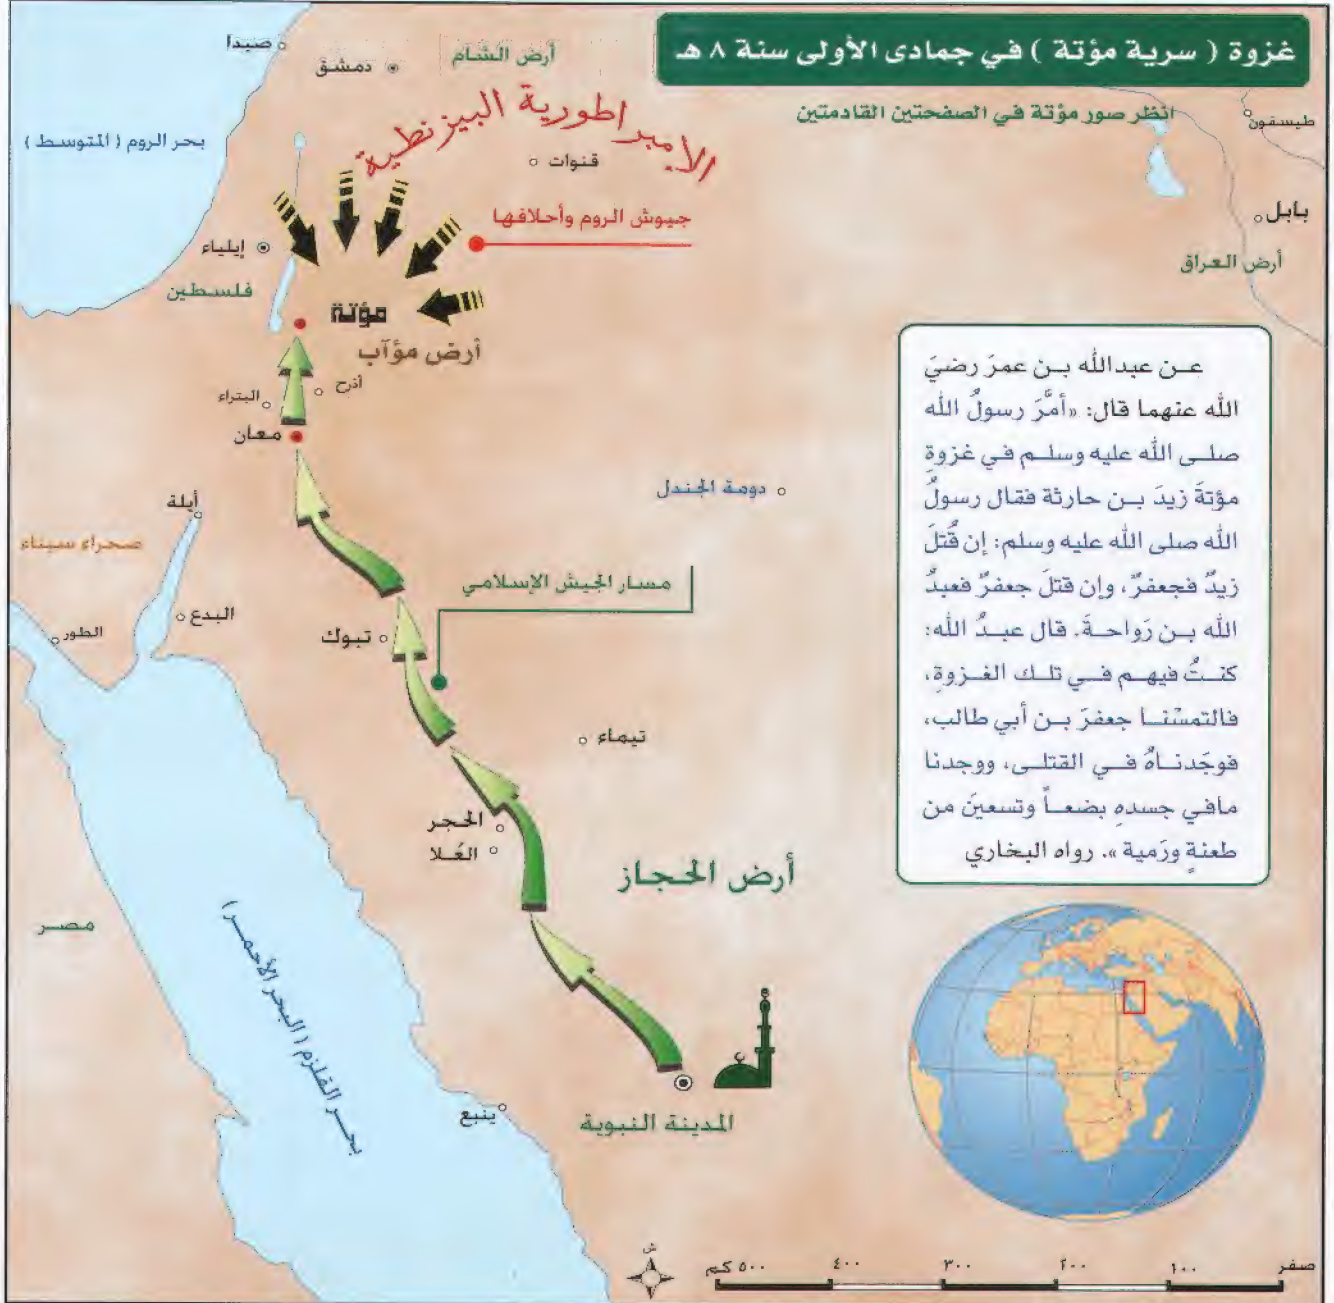 غزوة ( سرية مؤتة ) في جمادى الأولى سنة ٨ هـ
انظر صور مؤتة في الصفحتين القادمتين
صيدا
دمشق
أرض الشام
الإمبراطورية البيزنطية
طيسفون
بحر الروم ( المتوسط )
قنوات
بابل
جيوش الروم وأحلافها
إيلياء
أرض العراق
فلسطين
مؤتة
أرض مؤآب
أذرح
البتراء
معان
دومة الجندل
أيلة
صحراء سيناء
مسار الجيش الإسلامي
البدع
الطور
تبوك
تيماء
الحجر
العُلا
أرض الحجاز
مصر
بحر القلزم ( البحر الأحمر )
المدينة النبوية
ينبع
عن عبدالله بن عمرَ رضيَ
الله عنهما قال: «أمَّرَ رسولُ الله
صلى الله عليه وسلم في غزوةِ
مؤتةَ زيدَ بن حارثة فقال رسولُ
الله صلى الله عليه وسلم: إن قُتلَ
زيدٌ فجعفرٌ، وإن قتلَ جعفرٌ فعبدُ
الله بن رَواحةَ. قال عبدُ الله:
كنتُ فيهم في تلك الغزوةِ،
فالتمسْنا جعفرَ بن أبي طالب،
فوجَدناهُ في القتلى، ووجدنا
مافي جسدهِ بضعاً وتسعينَ من
طعنةٍ ورَمية ». رواه البخاري
ش
صفر ١٠٠ ٢٠٠ ٣٠٠ ٤٠٠ ٥٠٠ كم